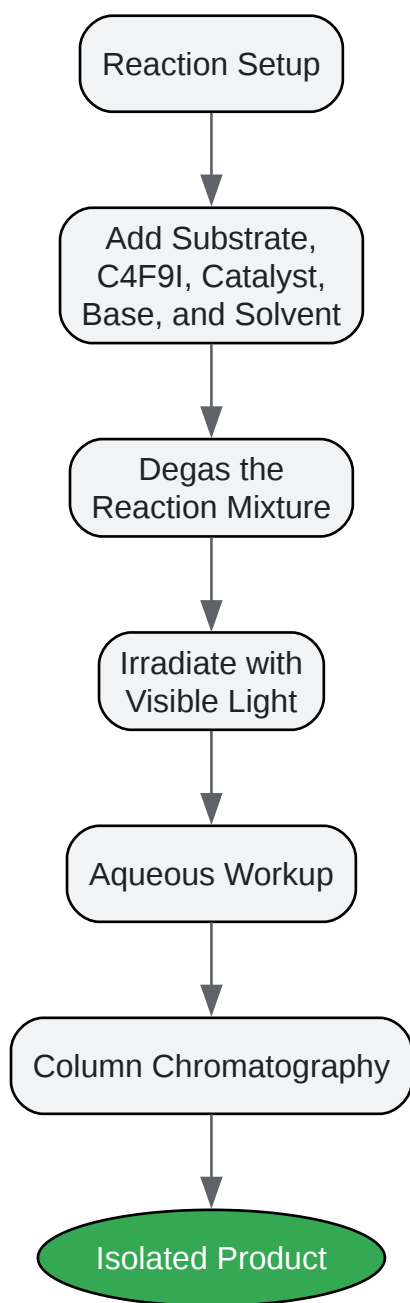 Reaction Setup
Add Substrate,
C4F9I, Catalyst,
Base, and Solvent
Degas the
Reaction Mixture
Irradiate with
Visible Light
Aqueous Workup
Column Chromatography
Isolated Product